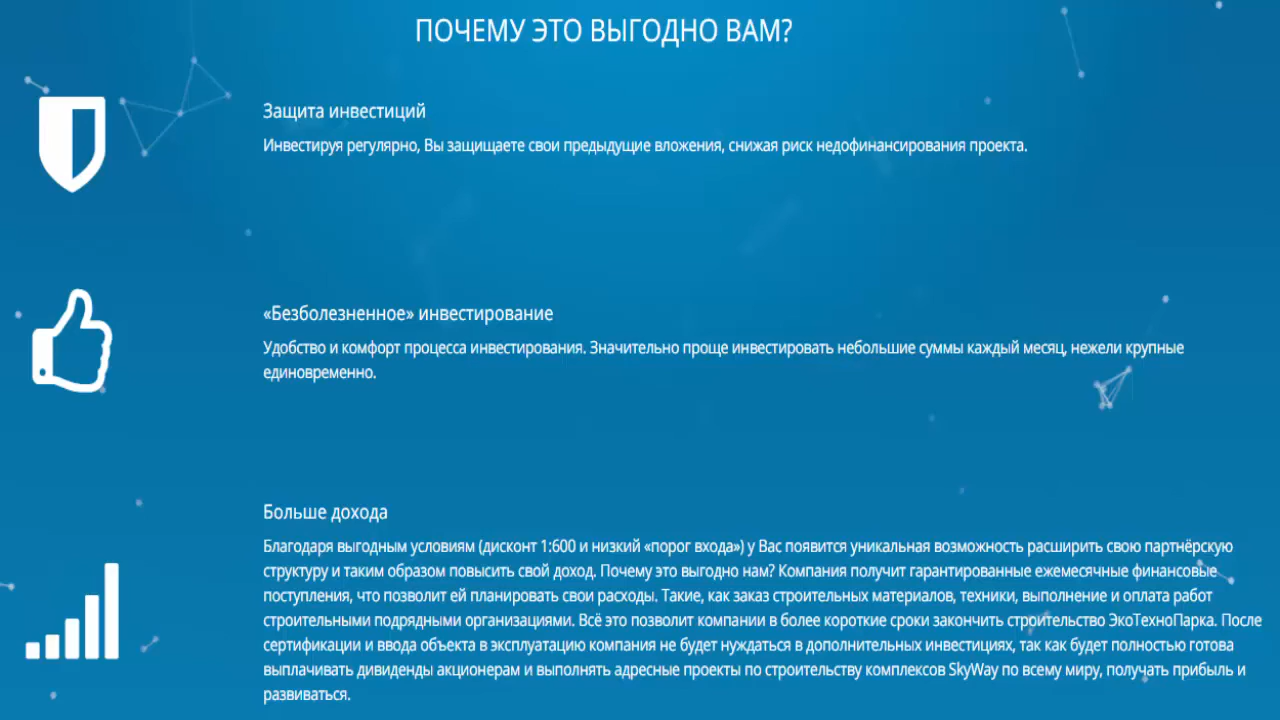 ПОЧЕМУ ЭТО ВЫГОДНО ВАМ?
Защита инвестиций
Инвестируя регулярно, Вы защищаете свои предыдущие вложения, снижая риск недофинансирования проекта.
«Безболезненное» инвестирование
Удобство и комфорт процесса инвестирования. Значительно проще инвестировать небольшие суммы каждый месяц, нежели крупные
единовременно.
Больше дохода
Благодаря выгодным условиям (дисконт 1:600 и низкий «порог входа») у Вас появится уникальная возможность расширить свою партнёрскую
структуру и таким образом повысить свой доход. Почему это выгодно нам? Компания получит гарантированные ежемесячные финансовые
поступления, что позволит ей планировать свои расходы. Такие, как заказ строительных материалов, техники, выполнение и оплата работ
строительными подрядными организациями. Всё это позволит компании в более короткие сроки закончить строительство ЭкоТехноПарка. После
сертификации и ввода объекта в эксплуатацию компания не будет нуждаться в дополнительных инвестициях, так как будет полностью готова
выплачивать дивиденды акционерам и выполнять адресные проекты по строительству комплексов SkyWay по всему миру, получать прибыль и
развиваться.